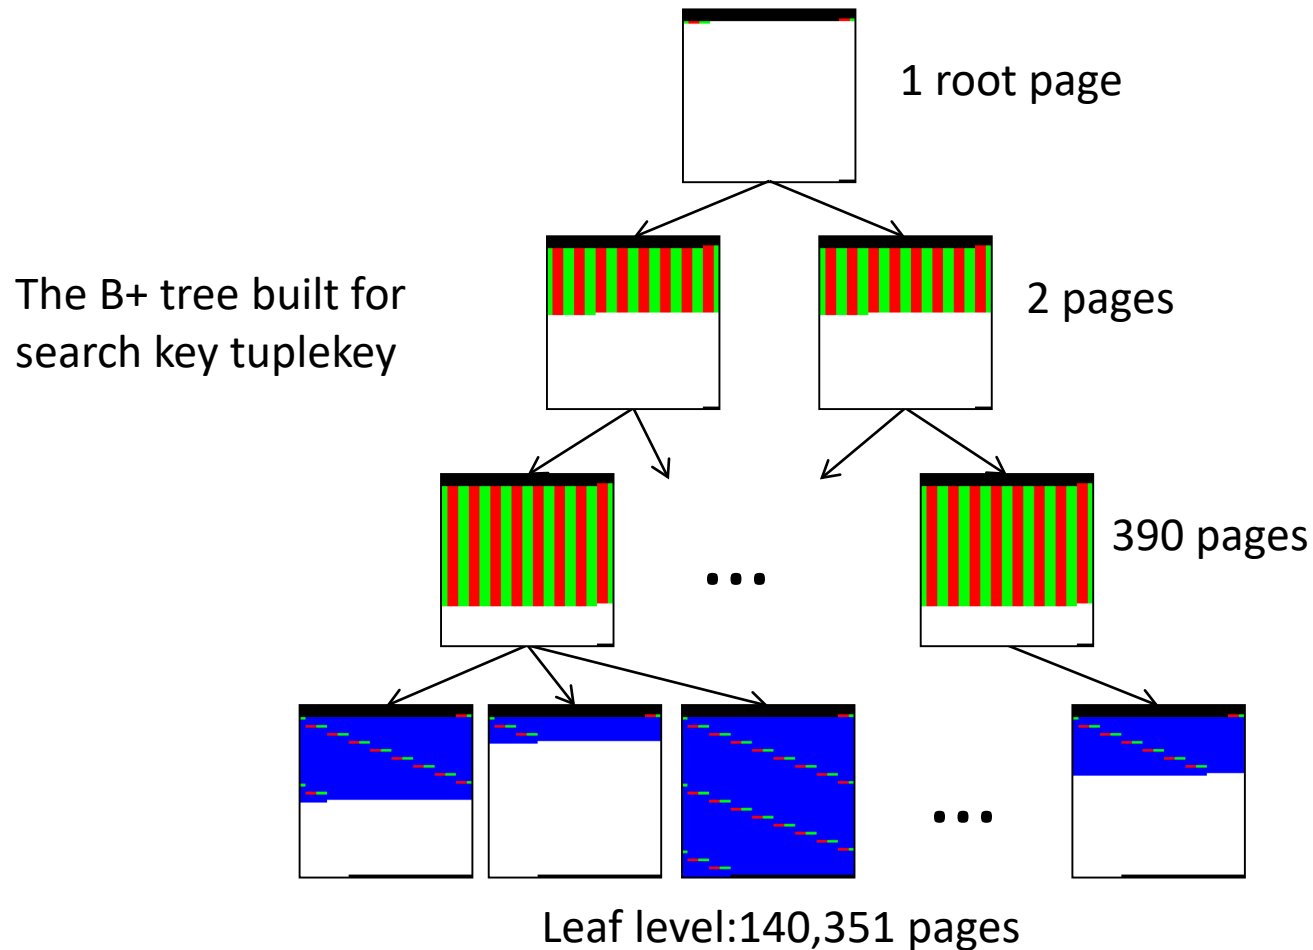 1 root page
The B+ tree built for
search key tuplekey
2 pages
390 pages
...
...
Leaf level:140,351 pages